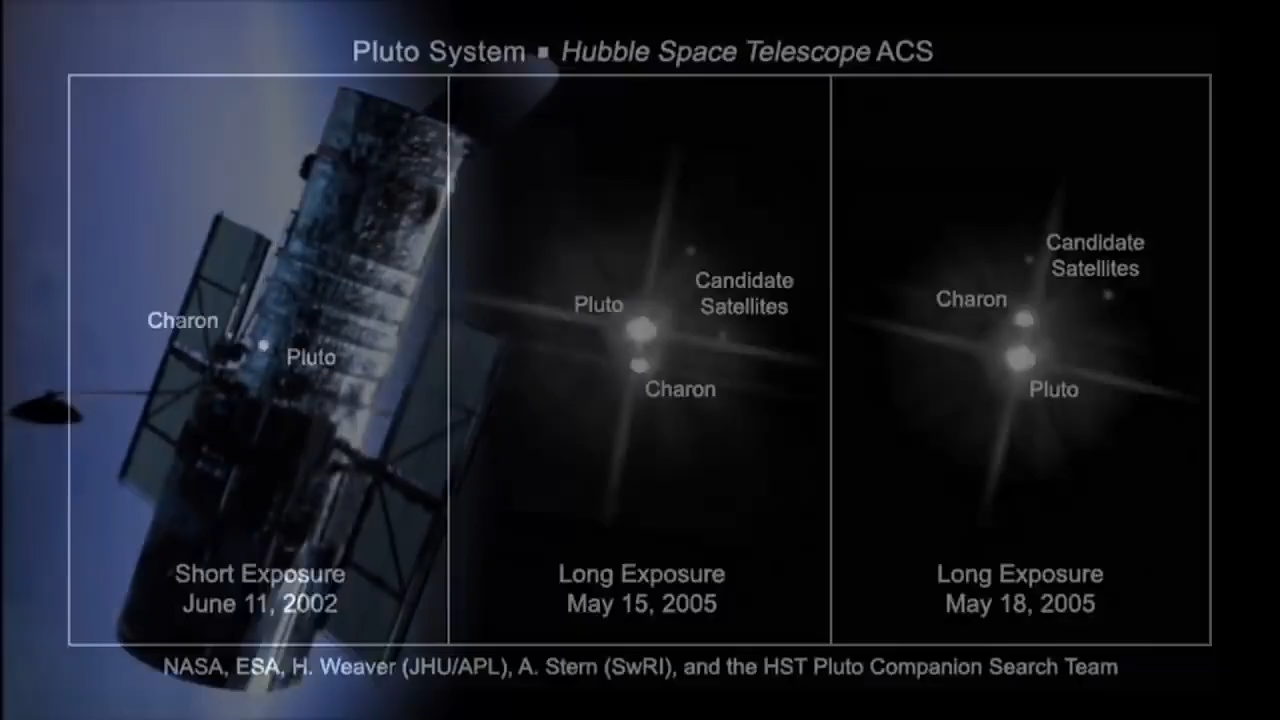 Pluto System ▪ Hubble Space Telescope ACS
Charon
Pluto
Short Exposure
June 11, 2002
Pluto
Candidate
Satellites
Charon
Long Exposure
May 15, 2005
Candidate
Satellites
Charon
Pluto
Long Exposure
May 18, 2005
NASA, ESA, H. Weaver (JHU/APL), A. Stern (SwRI), and the HST Pluto Companion Search Team